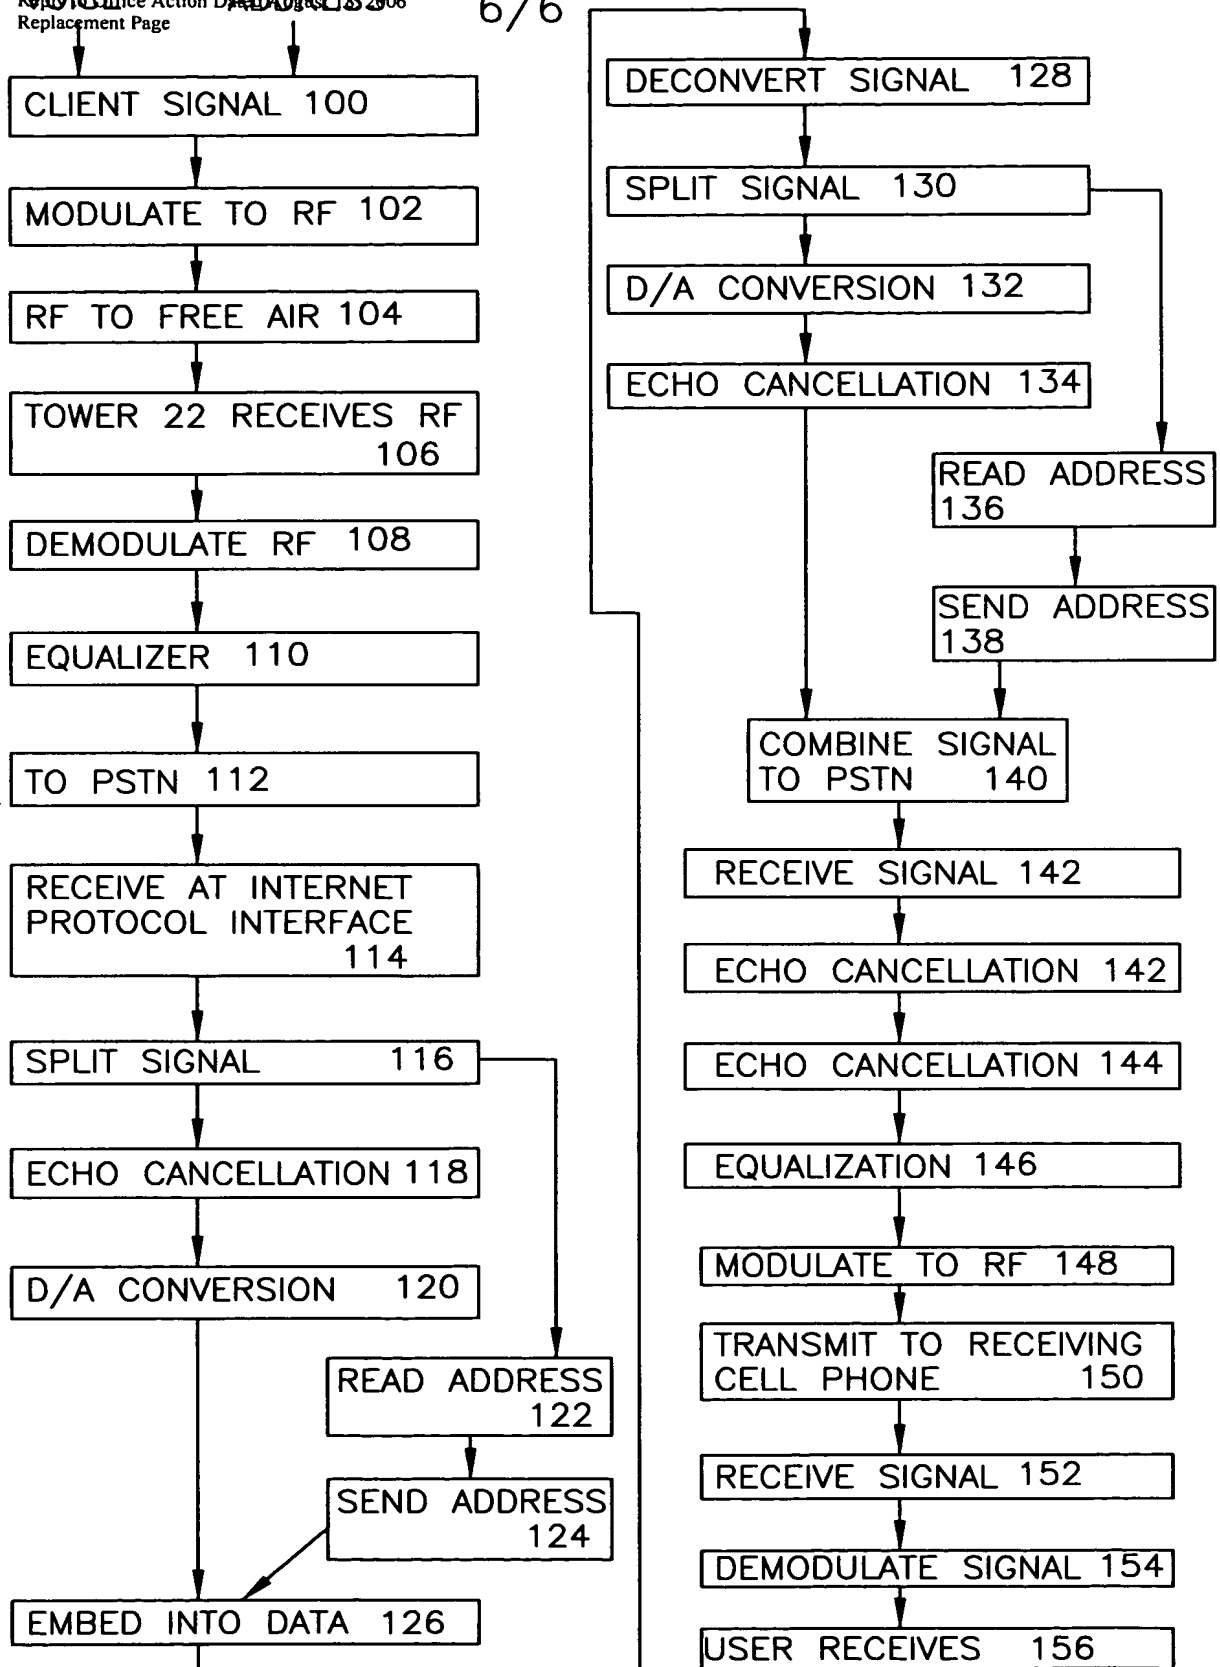 Office Action 2006
Replacement Page
6/6
CLIENT SIGNAL 100
MODULATE TO RF 102
RF TO FREE AIR 104
TOWER 22 RECEIVES RF
106
DEMODULATE RF 108
EQUALIZER 110
TO PSTN 112
RECEIVE AT INTERNET
PROTOCOL INTERFACE
114
SPLIT SIGNAL 116
ECHO CANCELLATION 118
D/A CONVERSION 120
READ ADDRESS
122
SEND ADDRESS
124
EMBED INTO DATA 126
DECONVERT SIGNAL 128
SPLIT SIGNAL 130
D/A CONVERSION 132
ECHO CANCELLATION 134
READ ADDRESS
136
SEND ADDRESS
138
COMBINE SIGNAL
TO PSTN 140
RECEIVE SIGNAL 142
ECHO CANCELLATION 142
ECHO CANCELLATION 144
EQUALIZATION 146
MODULATE TO RF 148
TRANSMIT TO RECEIVING
CELL PHONE 150
RECEIVE SIGNAL 152
DEMODULATE SIGNAL 154
USER RECEIVES 156